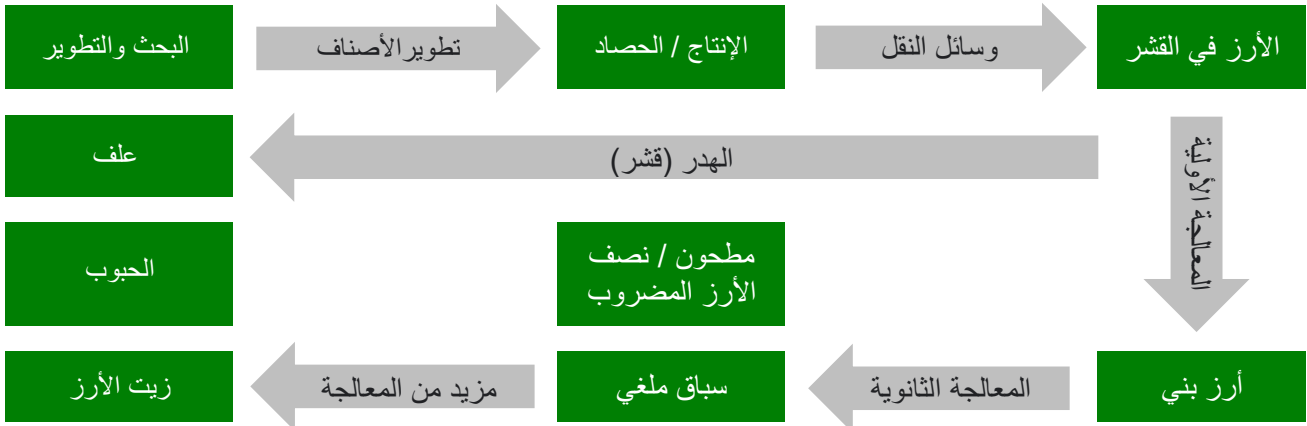 البحث والتطوير
تطويرالأصناف
الإنتاج / الحصاد
وسائل النقل
الأرز في القشر
علف
الهدر (قشر)
المعالجة الأولية
الحبوب
مطحون / نصف
الأرز المضروب
زيت الأرز
مزيد من المعالجة
سباق ملغي
المعالجة الثانوية
أرز بني